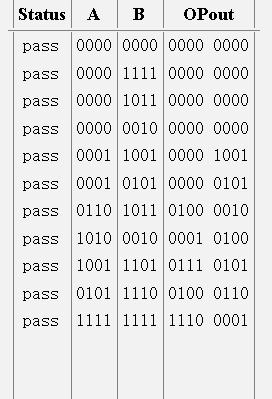 Status A B OPout
pass 0000 0000 0000 0000
pass 0000 1111 0000 0000
pass 0000 1011 0000 0000
pass 0000 0010 0000 0000
pass 0001 1001 0000 1001
pass 0001 0101 0000 0101
pass 0110 1011 0100 0010
pass 1010 0010 0001 0100
pass 1001 1101 0111 0101
pass 0101 1110 0100 0110
pass 1111 1111 1110 0001